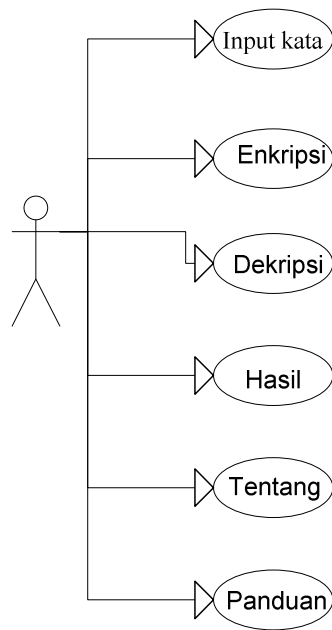 Input kata
Enkripsi
Dekripsi
Hasil
Tentang
Panduan